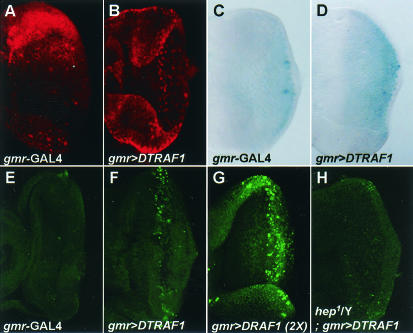 A
B
C
D
gmr-GAL4
gmr>DTRAF1
gmr-GAL4
gmr>DTRAF1
E
F
G
H
gmr-GAL4
gmr>DTRAF1
gmr>DRAF1 (2X)
hep1/Y
; gmr>DTRAF1